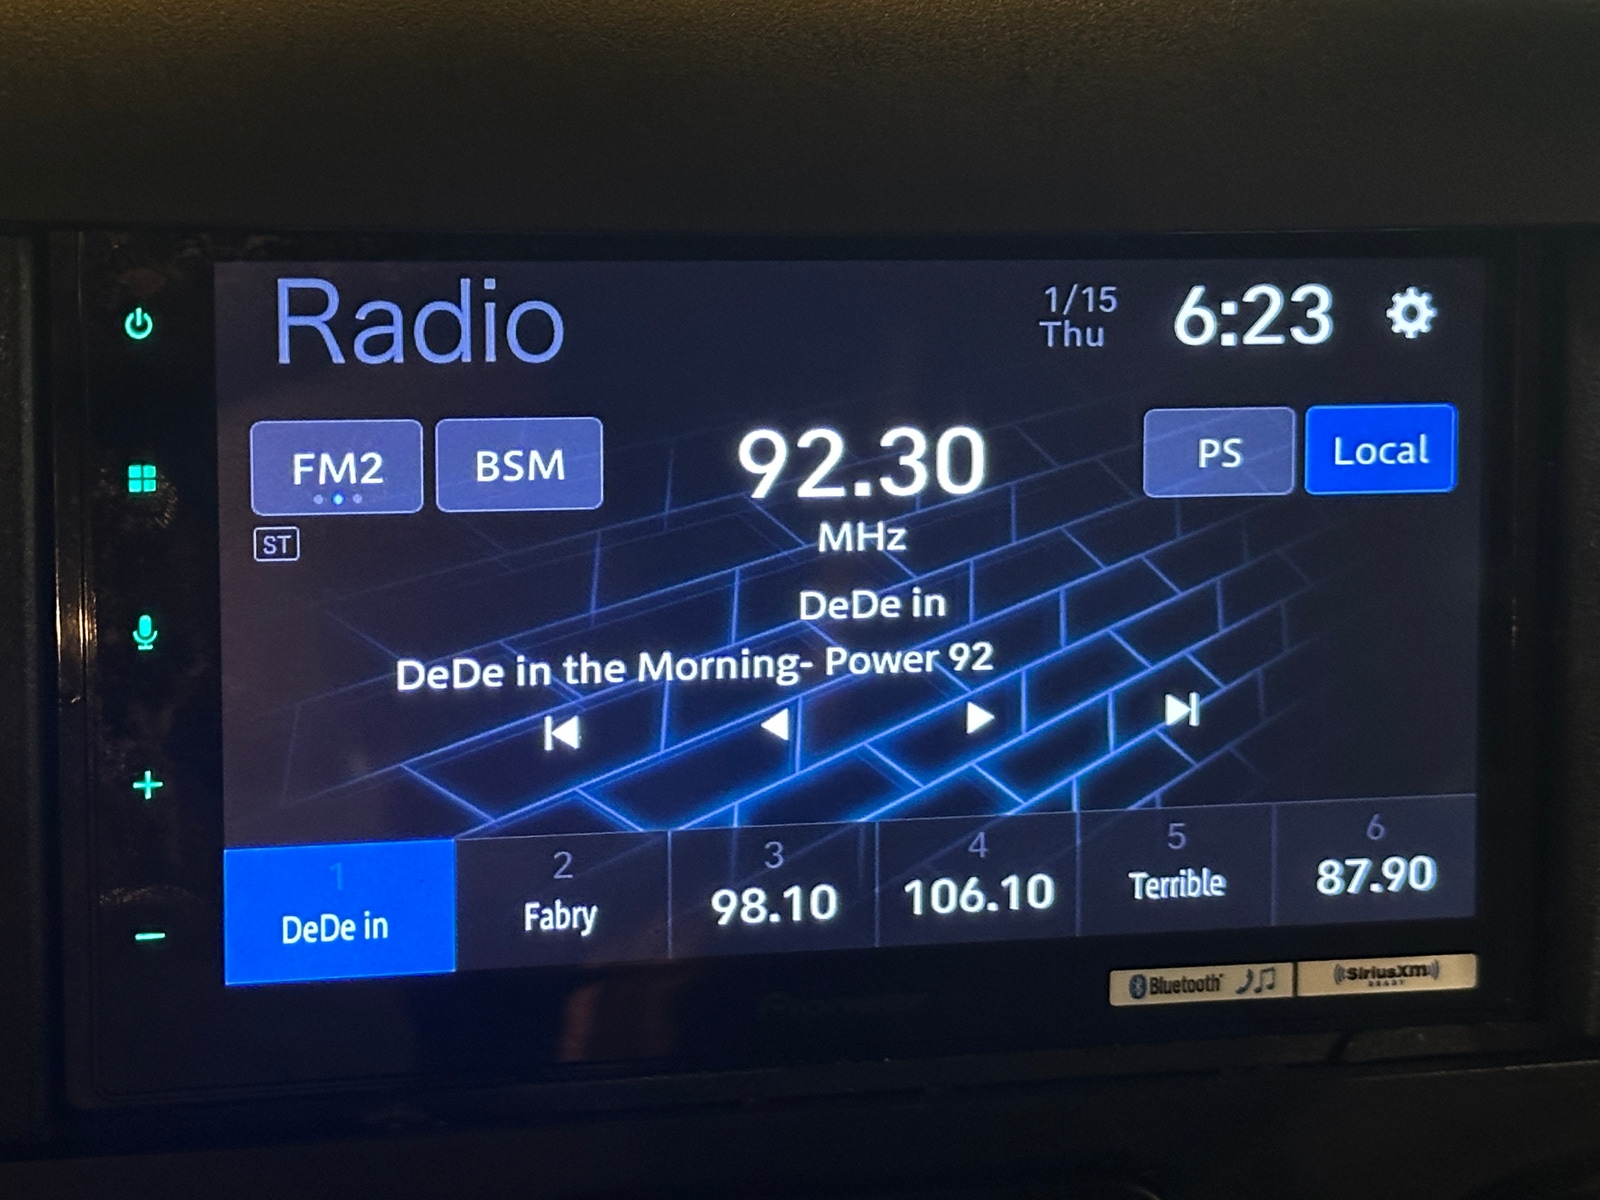 Radio
1/15
Thu
6:23
FM2
BSM
92.30
MHz
PS
Local
ST
DeDe in
DeDe in the Morning- Power 92
1
DeDe in
2
Fabry
3
98.10
4
106.10
5
Terrible
6
87.90
Bluetooth
SiriusXM
READY